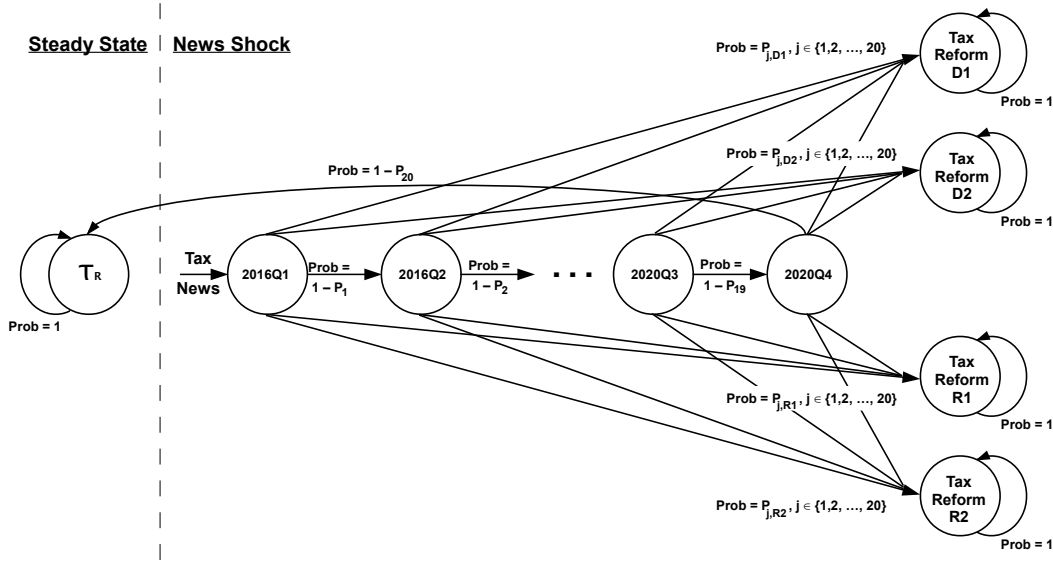 Steady State
News Shock
Prob = P_{j,D1}, j ∈ {1,2, ..., 20}
Tax
Reform
D1
Prob = 1
Prob = P_{j,D2}, j ∈ {1,2, ..., 20}
Prob = 1 – P_{20}
Tax
Reform
D2
Prob = 1
τ_R
Prob = 1
Tax
News
2016Q1
Prob =
1 – P_1
2016Q2
Prob =
1 – P_2
...
2020Q3
Prob =
1 – P_{19}
2020Q4
Tax
Reform
R1
Prob = 1
Prob = P_{j,R1}, j ∈ {1,2, ..., 20}
Tax
Reform
R2
Prob = P_{j,R2}, j ∈ {1,2, ..., 20}
Prob = 1